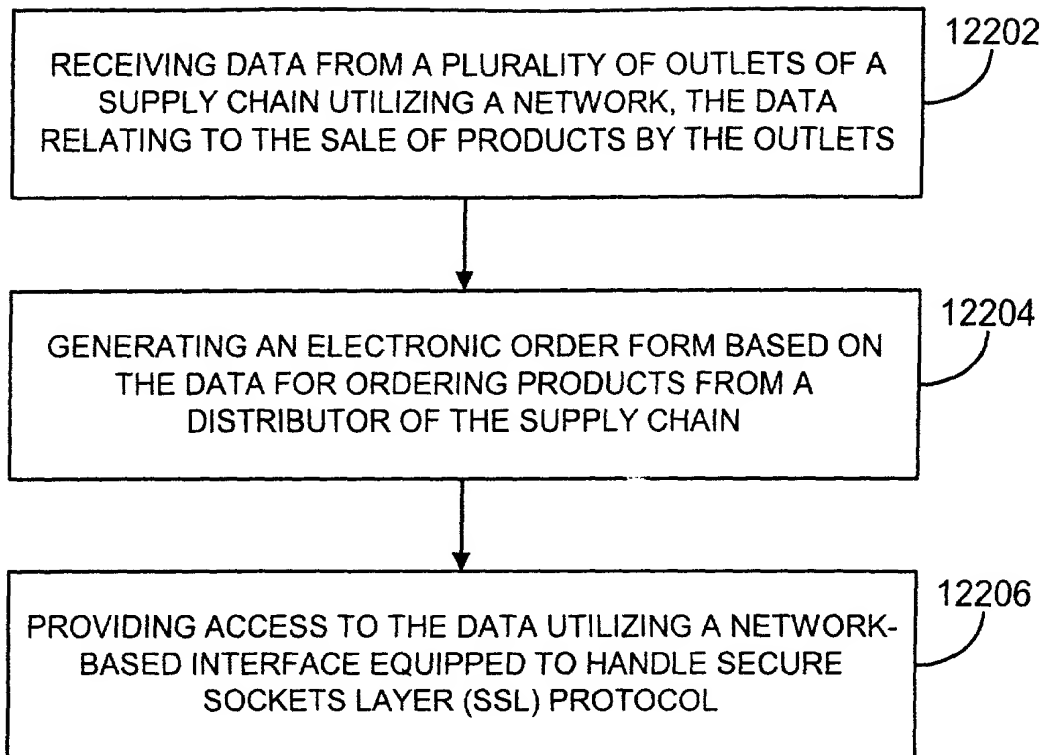 12202
RECEIVING DATA FROM A PLURALITY OF OUTLETS OF A
SUPPLY CHAIN UTILIZING A NETWORK, THE DATA
RELATING TO THE SALE OF PRODUCTS BY THE OUTLETS
12204
GENERATING AN ELECTRONIC ORDER FORM BASED ON
THE DATA FOR ORDERING PRODUCTS FROM A
DISTRIBUTOR OF THE SUPPLY CHAIN
12206
PROVIDING ACCESS TO THE DATA UTILIZING A NETWORK-
BASED INTERFACE EQUIPPED TO HANDLE SECURE
SOCKETS LAYER (SSL) PROTOCOL